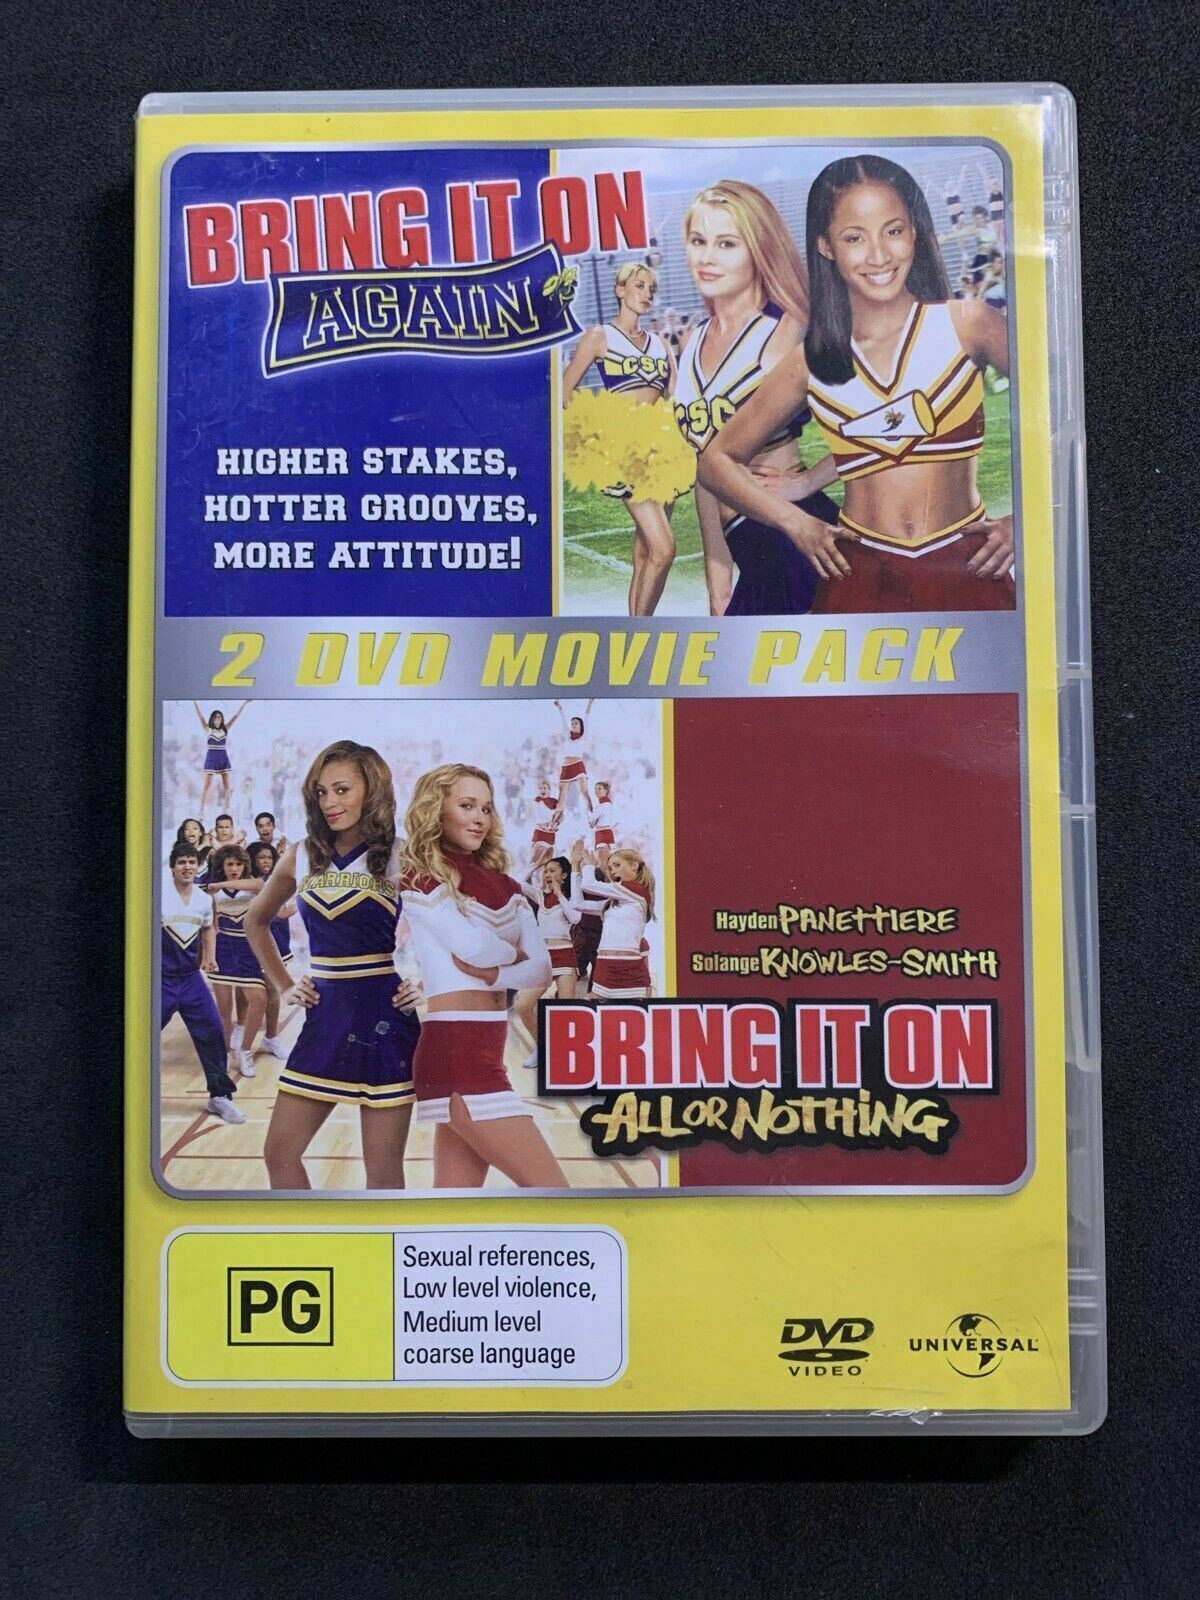 BRING IT ON
AGAIN
HIGHER STAKES,
HOTTER GROOVES,
MORE ATTITUDE!
CSC
CSC
2 DVD MOVIE PACK
WARRIORS
Hayden PANETTIERE
Solange KNOWLES-SMITH
BRING IT ON
ALL OR NOTHING
PG
Sexual references,
Low level violence,
Medium level
coarse language
DVD
VIDEO
UNIVERSAL